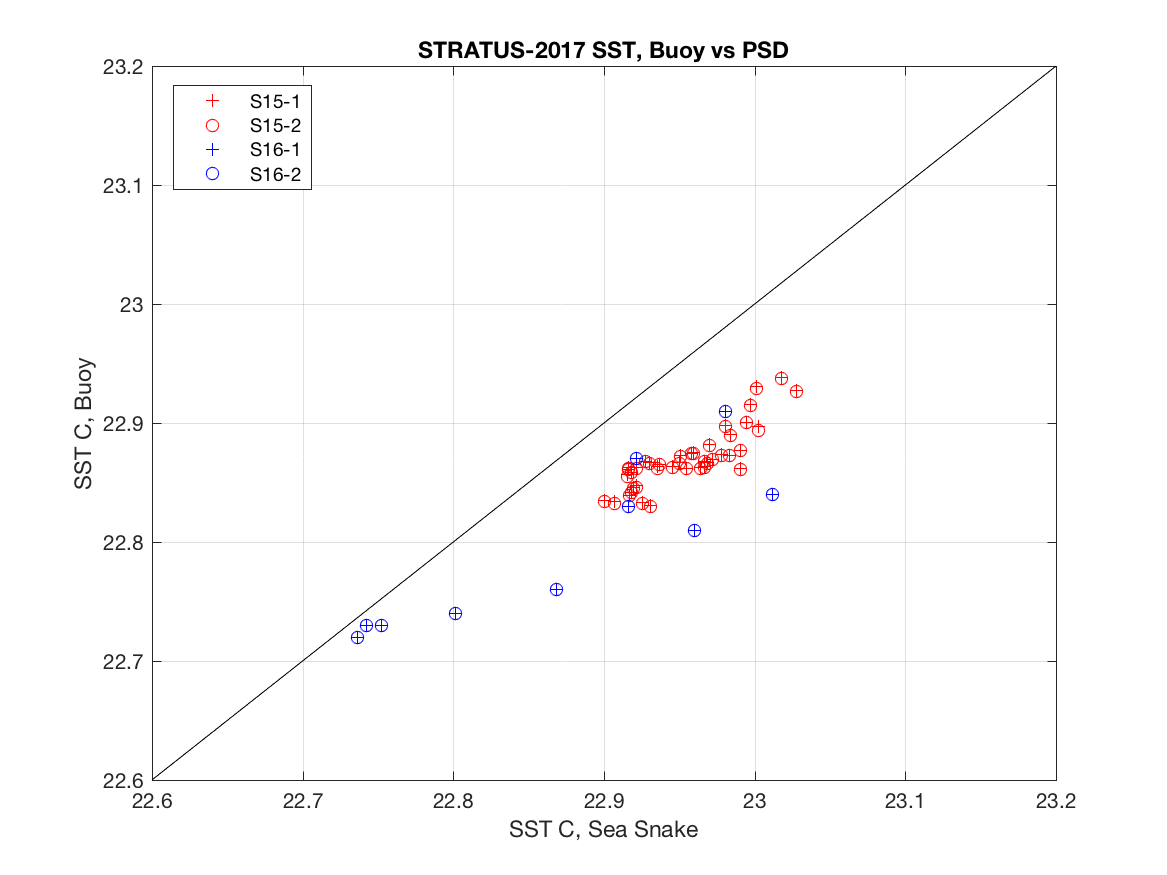 STRATUS-2017 SST, Buoy vs PSD
23.2
S15-1
S15-2
S16-1
S16-2
23.1
23
22.9
22.8
22.7
22.6
SST C, Buoy
22.6 22.7 22.8 22.9 23 23.1 23.2
SST C, Sea Snake